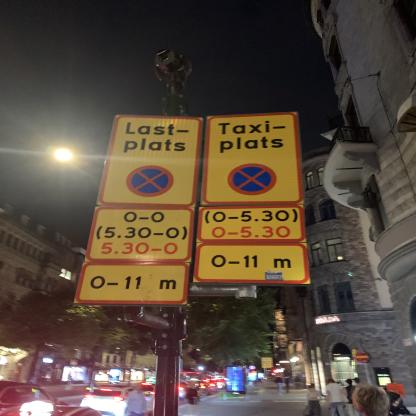 Last-
plats
0-0
(5.30-0)
5.30-0
0-11 m
Taxi-
plats
(0-5.30)
0-5.30
0-11 m